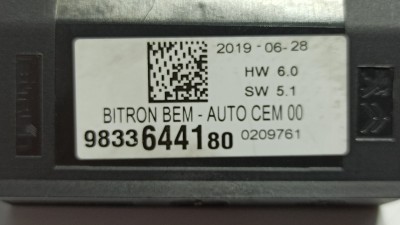 2019-06-28
HW 6.0
SW 5.1
BITRON BEM - AUTO CEM 00
9833644180 0209761